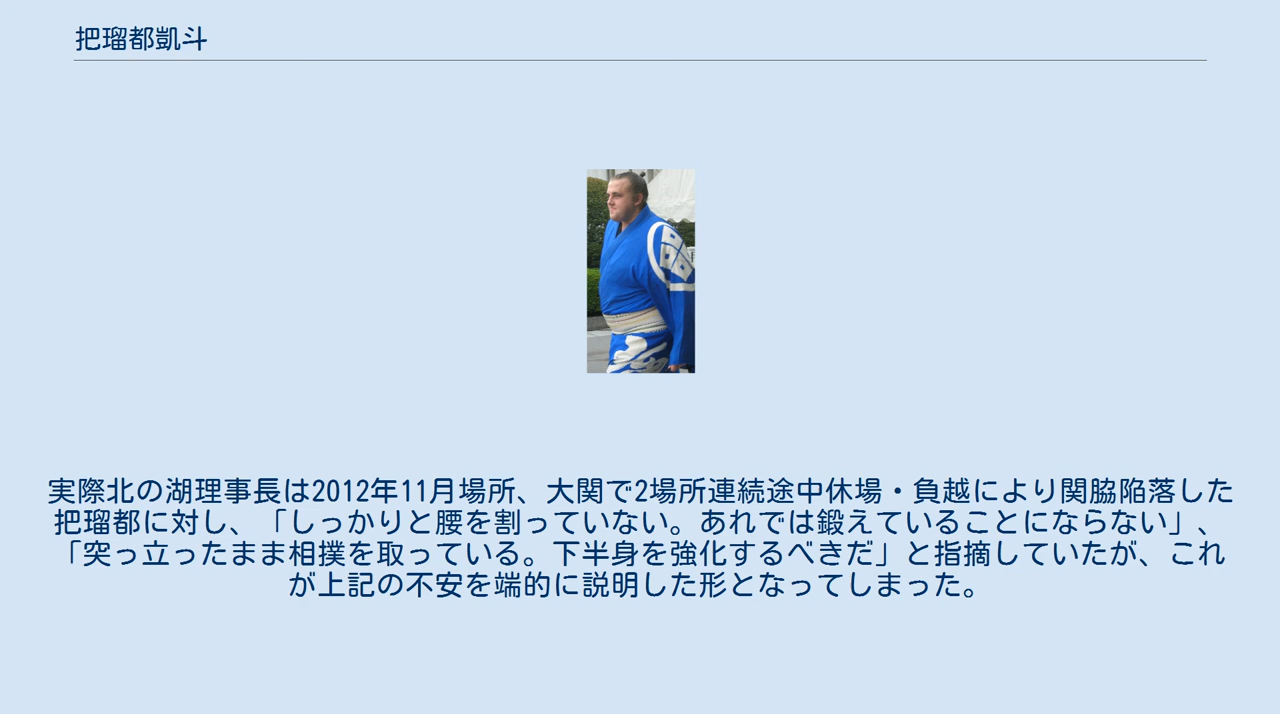 把瑠都凱斗
実際北の湖理事長は2012年11月場所、大関で2場所連続途中休場・負越により関脇陥落した
把瑠都に対し、「しっかりと腰を割っていない。あれでは鍛えていることにならない」、
「突っ立ったまま相撲を取っている。下半身を強化するべきだ」と指摘していたが、これ
が上記の不安を端的に説明した形となってしまった。